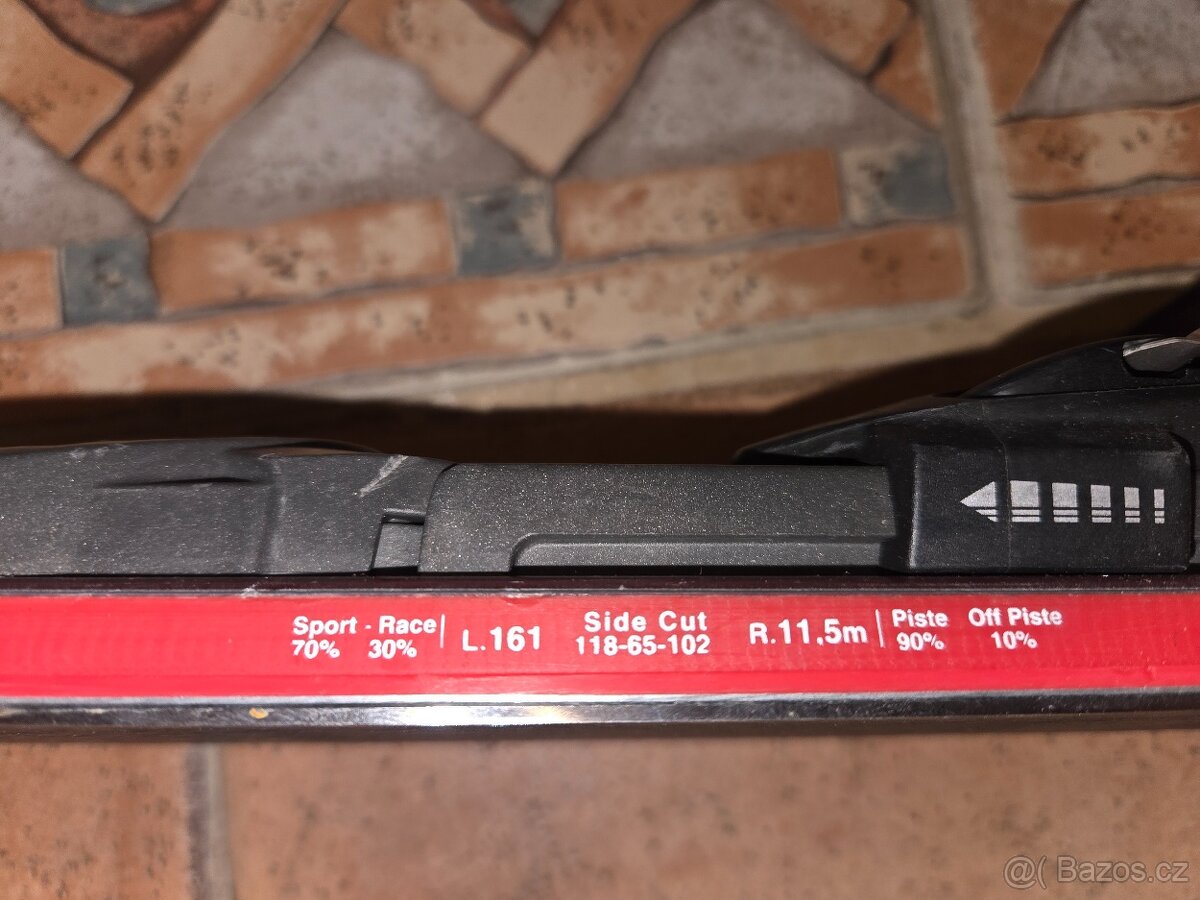 Sport - Race
70% 30%
L.161
Side Cut
118-65-102
R.11,5m
Piste Off Piste
90% 10%
@( Bazos.cz